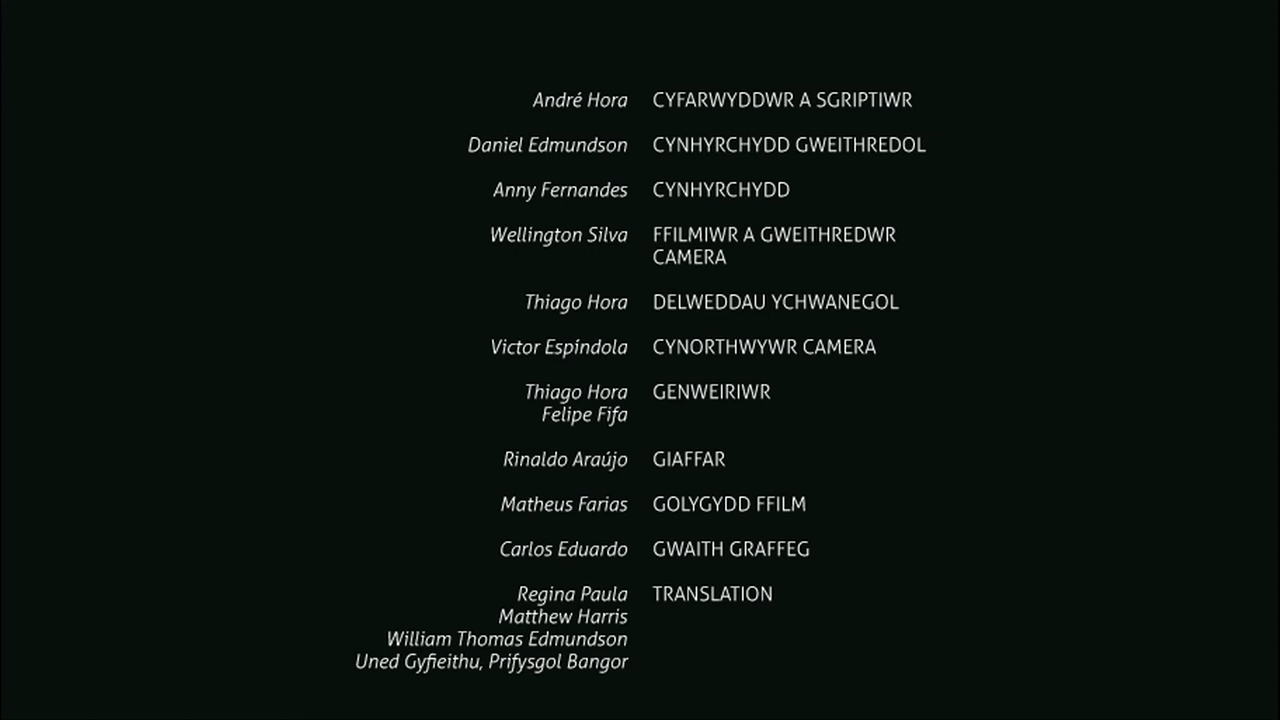 André Hora CYFARWYDDWR A SGRIPTIWR
Daniel Edmundson CYNHYRCHYDD GWEITHREDOL
Anny Fernandes CYNHYRCHYDD
Wellington Silva FFILMIWR A GWEITHREDWR
CAMERA
Thiago Hora DELWEDDAU YCHWANEGOL
Victor Espíndola CYNORTHWYWR CAMERA
Thiago Hora GENWEIRIWR
Felipe Fifa
Rinaldo Araújo GIAFFAR
Matheus Farias GOLYGYDD FFILM
Carlos Eduardo GWAITH GRAFFEG
Regina Paula TRANSLATION
Matthew Harris
William Thomas Edmundson
Uned Gyfieithu, Prifysgol Bangor